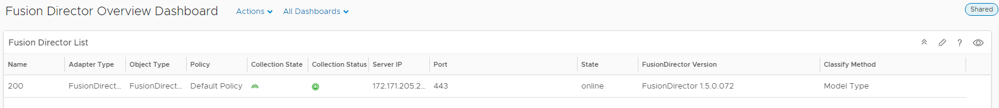 Fusion Director Overview Dashboard Actions All Dashboards Shared
Fusion Director List ?
Name Adapter Type Object Type Policy Collection State Collection Status Server IP Port State FusionDirector Version Classify Method
200 FusionDirect... FusionDirect... Default Policy 172.171.205.2... 443 online FusionDirector 1.5.0.072 Model Type